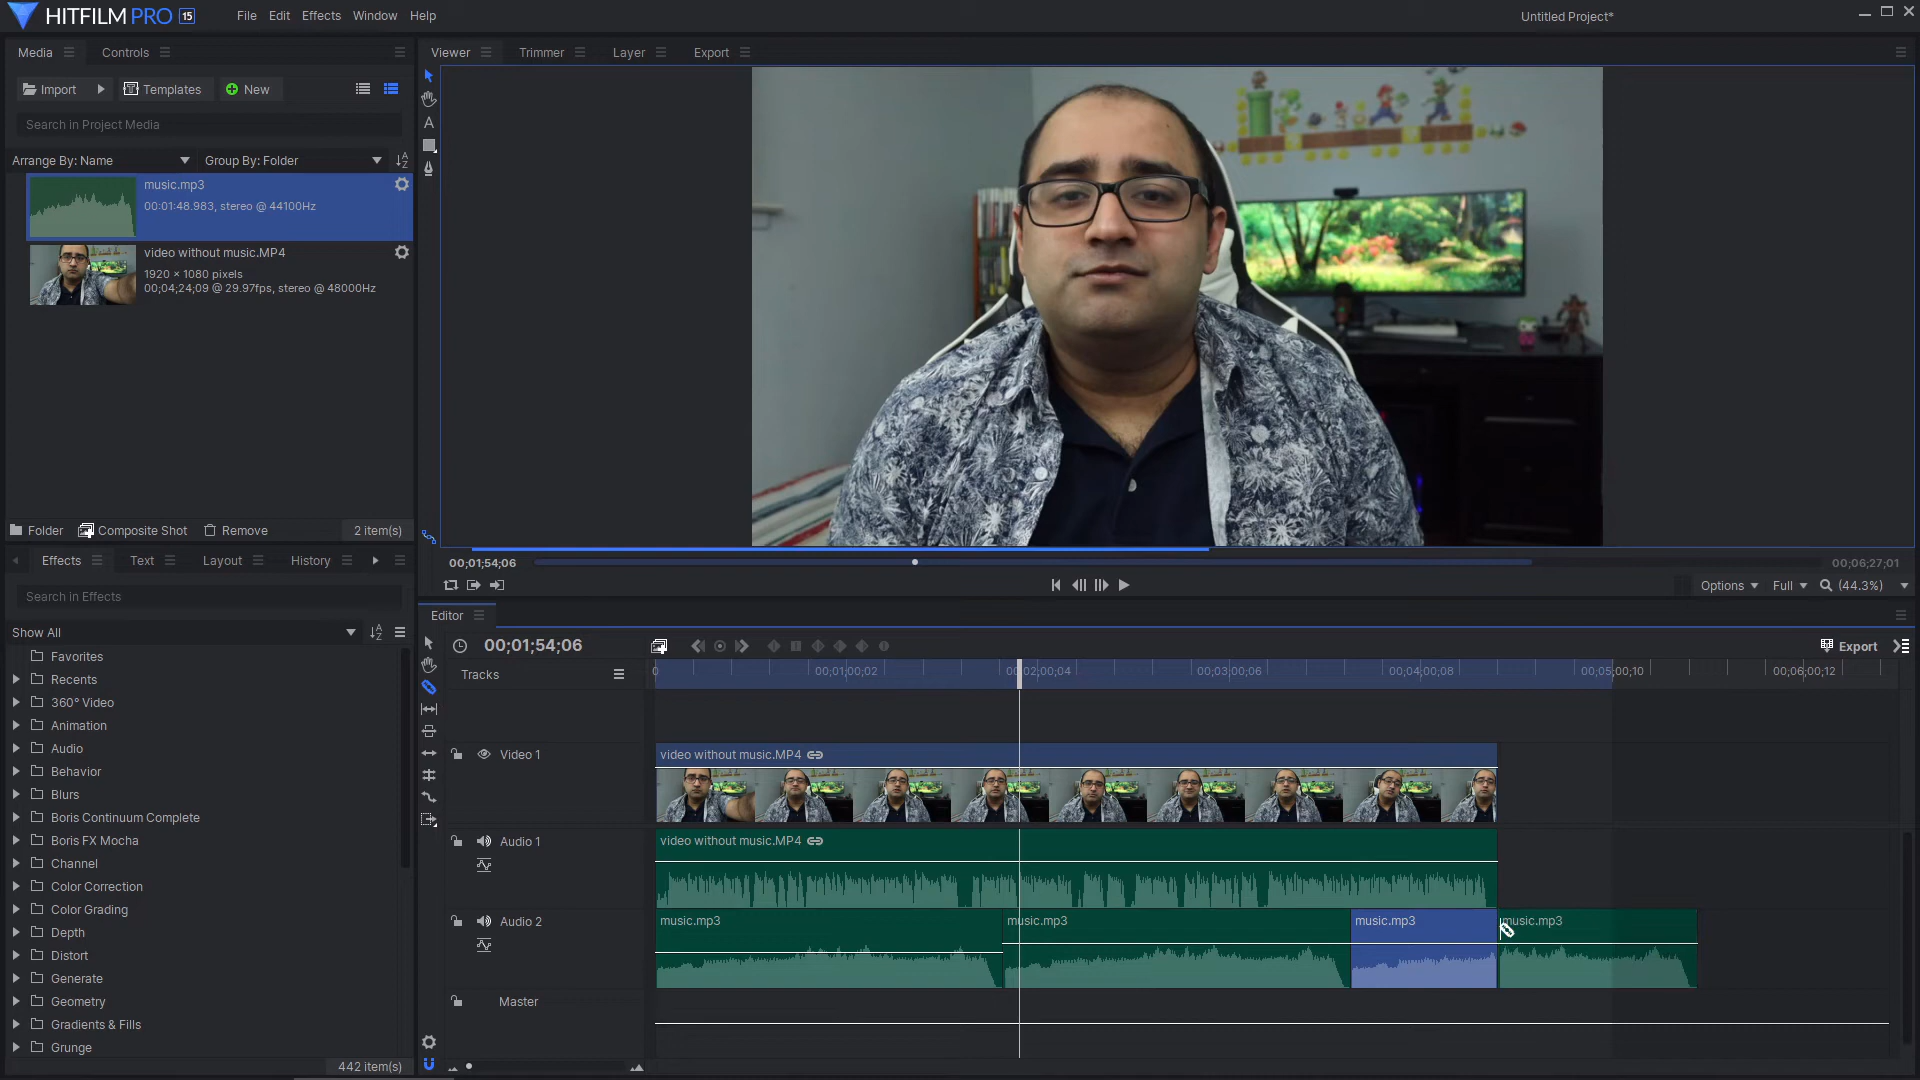 HITFILM PRO 15
File Edit Effects Window Help
Untitled Project*
Media Controls
Viewer Trimmer Layer Export
Import Templates New
Search in Project Media
Arrange By: Name Group By: Folder
music.mp3
00:01:48.983, stereo @ 44100Hz
video without music.MP4
1920 × 1080 pixels
00;04;24;09 @ 29.97fps, stereo @ 48000Hz
Folder Composite Shot Remove 2 item(s)
Effects Text Layout History
Search in Effects
Show All
Favorites
Recents
360° Video
Animation
Audio
Behavior
Blurs
Boris Continuum Complete
Boris FX Mocha
Channel
Color Correction
Color Grading
Depth
Distort
Generate
Geometry
Gradients & Fills
Grunge
442 item(s)
00;01;54;06
00;06;27;01
Options Full (44.3%)
Editor
00;01;54;06
Export
Tracks
0 00;01;00;02 00;02;00;04 00;03;00;06 00;04;00;08 00;05;00;10 00;06;00;12
Video 1
video without music.MP4
Audio 1
video without music.MP4
Audio 2
music.mp3 music.mp3 music.mp3 music.mp3
Master